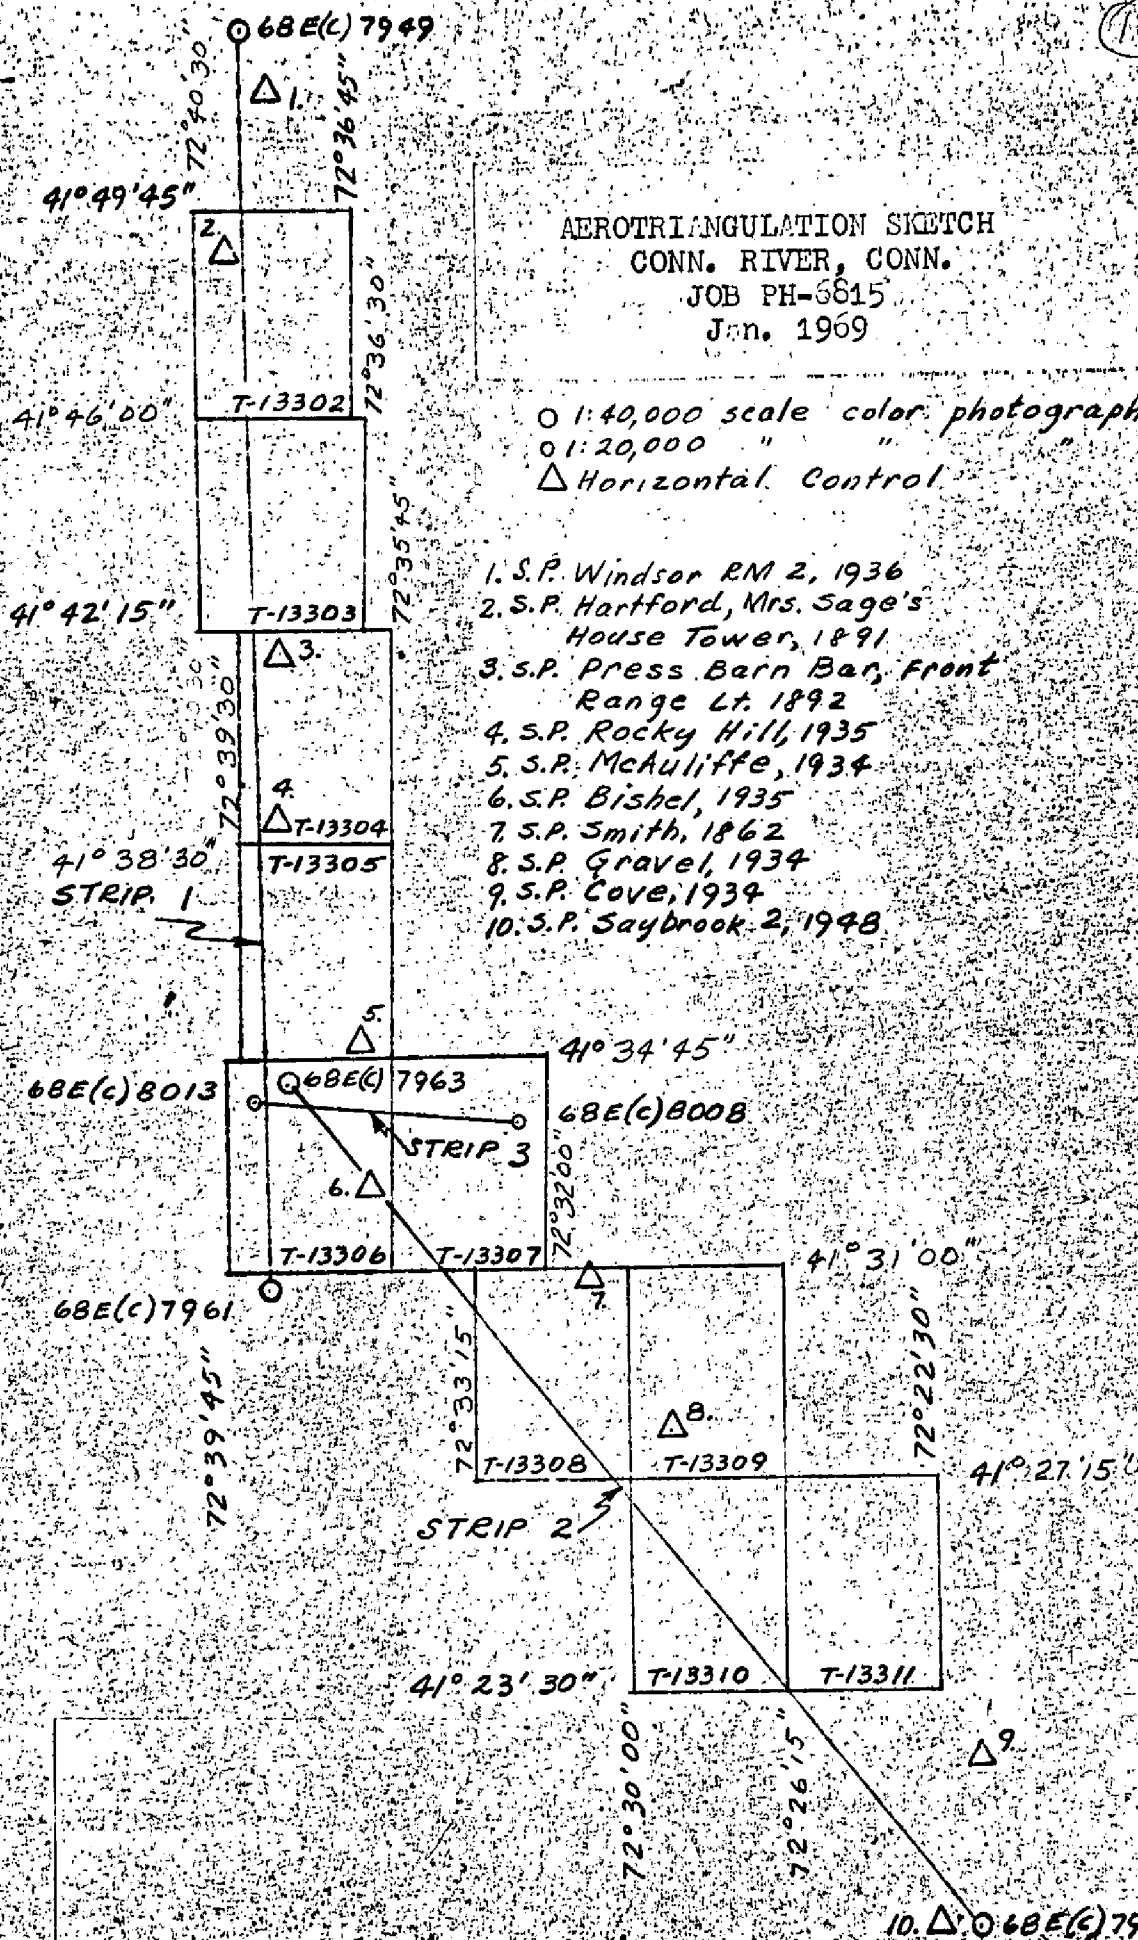 68E(C) 7949
72°40'30"
1.
72°36'45"
41°49'45"
2.
AEROTRIANGULATION SKETCH
CONN. RIVER, CONN.
JOB PH-6815
Jan. 1969
72°36'30"
T-13302
41°46'00"
O 1:40,000 scale color photograph
o 1:20,000 " " "
△ Horizontal Control
72°35'45"
1. S.P. Windsor RM 2, 1936
2. S.P. Hartford, Mrs. Sage's
House Tower, 1891
3. S.P. Press Barn Bar, Front
Range Lt. 1892
4. S.P. Rocky Hill, 1935
5. S.P. McAuliffe, 1934
6. S.P. Bishel, 1935
7. S.P. Smith, 1862
8. S.P. Gravel, 1934
9. S.P. Cove, 1934
10. S.P. Saybrook 2, 1948
41°42'15"
T-13303
3.
72°39'30"
4.
T-13304
41°38'30"
T-13305
STRIP 1
5.
41°34'45"
68E(C) 8013
68E(C) 7963
68E(C) 8008
STRIP 3
6.
72°32'00"
T-13306
T-13307
41°31'00"
68E(C) 7961
7.
72°39'45"
72°33'15"
72°22'30"
8.
T-13308
T-13309
41°27'15"
STRIP 2
41°23'30"
T-13310
T-13311
72°30'00"
72°26'15"
9.
10.
68E(C) 79